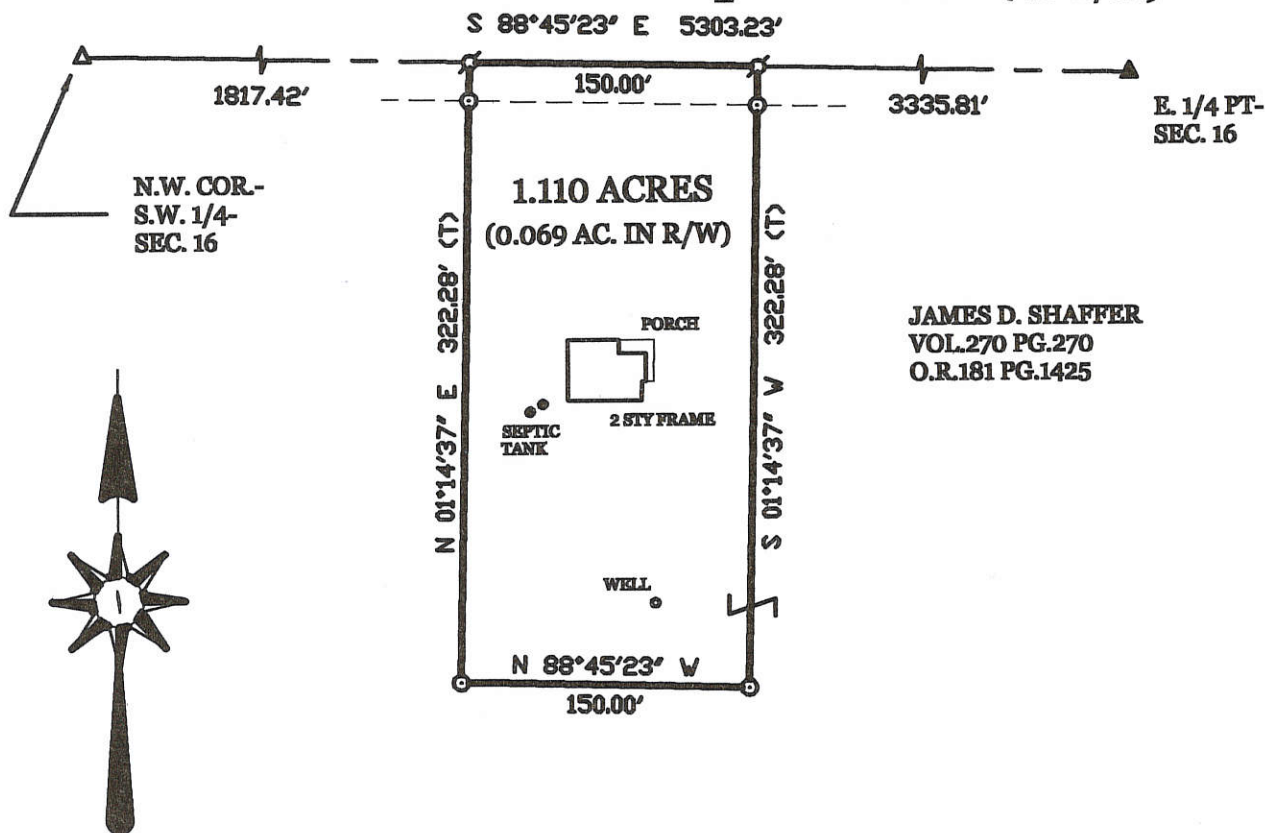 S 88°45'23" E 5303.23'
1817.42'
150.00'
3335.81'
E. 1/4 PT-
SEC. 16
N.W. COR.-
S.W. 1/4-
SEC. 16
1.110 ACRES
(0.069 AC. IN R/W)
N 01°14'37" E 322.28' (T)
S 01°14'37" W 322.28' (T)
PORCH
2 STY FRAME
SEPTIC
TANK
JAMES D. SHAFFER
VOL.270 PG.270
O.R.181 PG.1425
WELL
N 88°45'23" W
150.00'